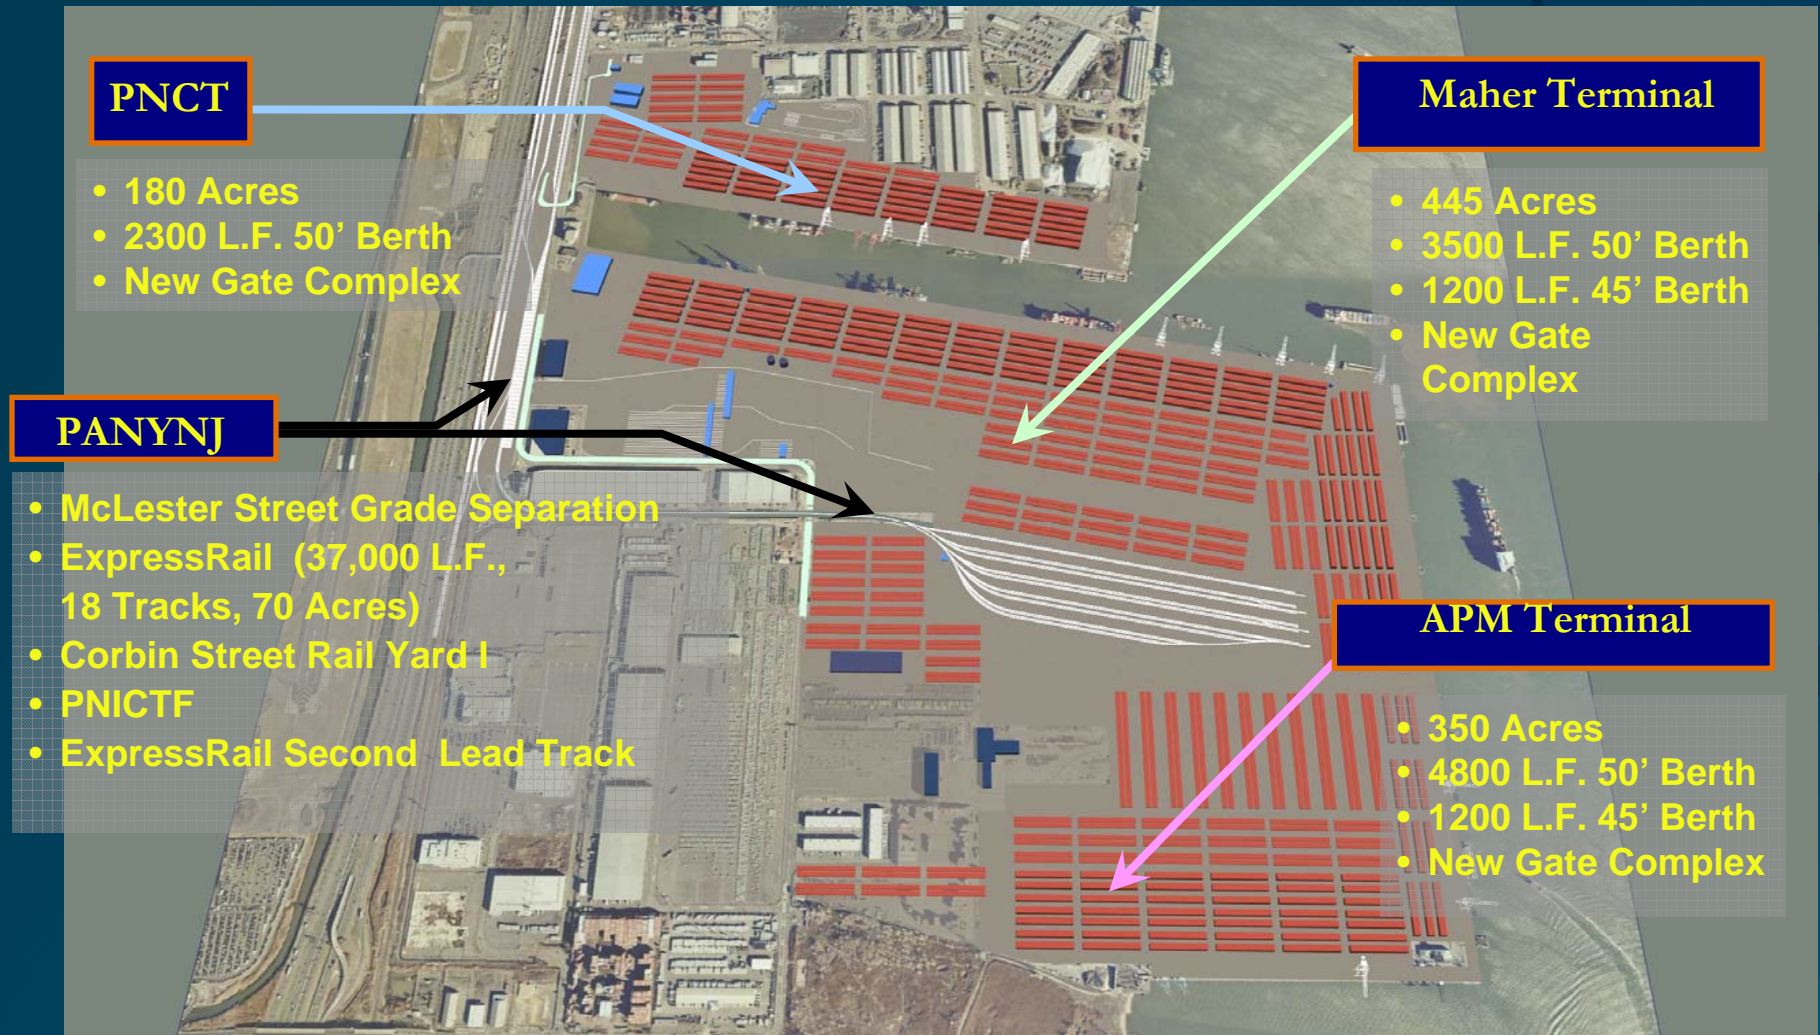 PNCT
• 180 Acres
• 2300 L.F. 50’ Berth
• New Gate Complex
Maher Terminal
• 445 Acres
• 3500 L.F. 50’ Berth
• 1200 L.F. 45’ Berth
• New Gate
Complex
PANYNJ
• McLester Street Grade Separation
• ExpressRail (37,000 L.F.,
18 Tracks, 70 Acres)
• Corbin Street Rail Yard I
• PNICTF
• ExpressRail Second Lead Track
APM Terminal
• 350 Acres
• 4800 L.F. 50’ Berth
• 1200 L.F. 45’ Berth
• New Gate Complex